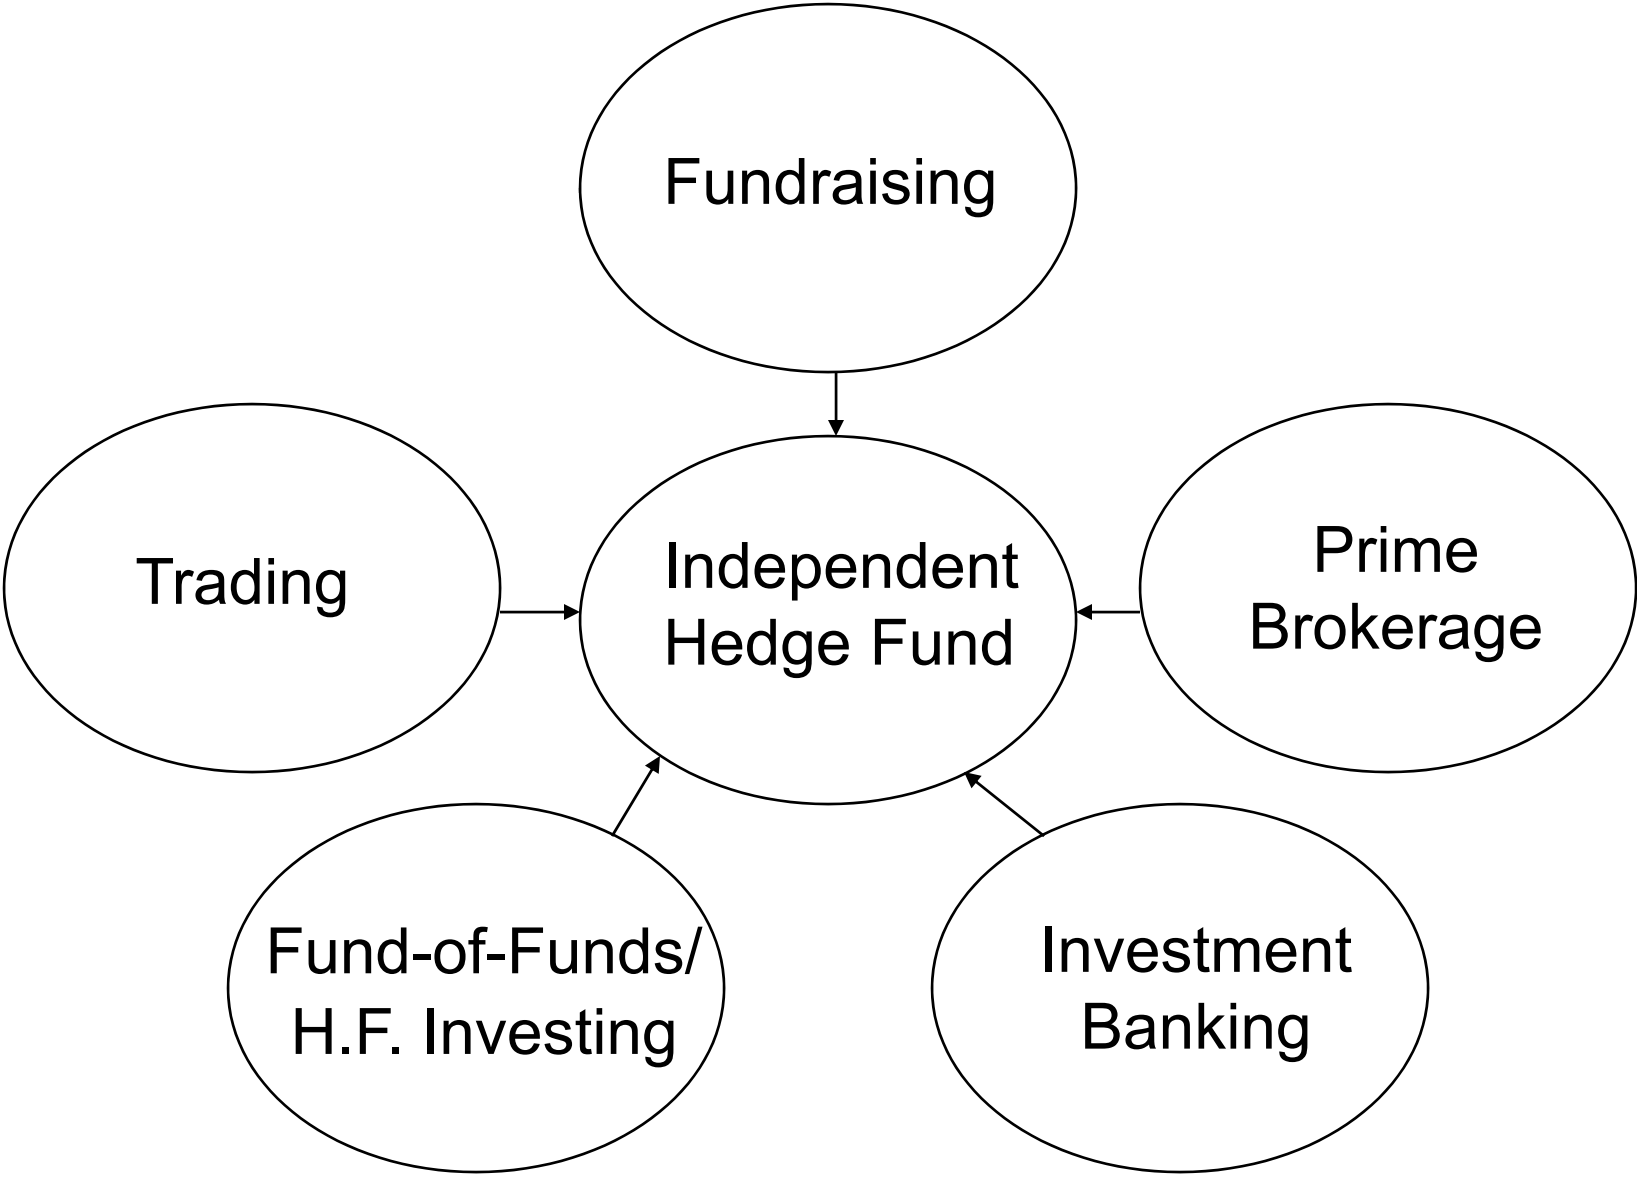 Fundraising
Trading
Independent
Hedge Fund
Prime
Brokerage
Fund-of-Funds/
H.F. Investing
Investment
Banking